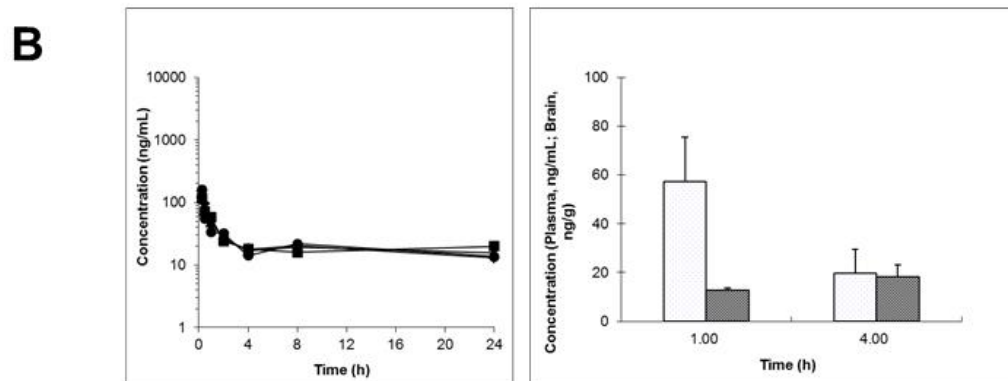 B
Concentration (ng/mL)
10000
1000
100
10
1
0 4 8 12 16 20 24
Time (h)
Concentration (Plasma, ng/mL; Brain,
ng/g)
100
80
60
40
20
0
1.00 4.00
Time (h)